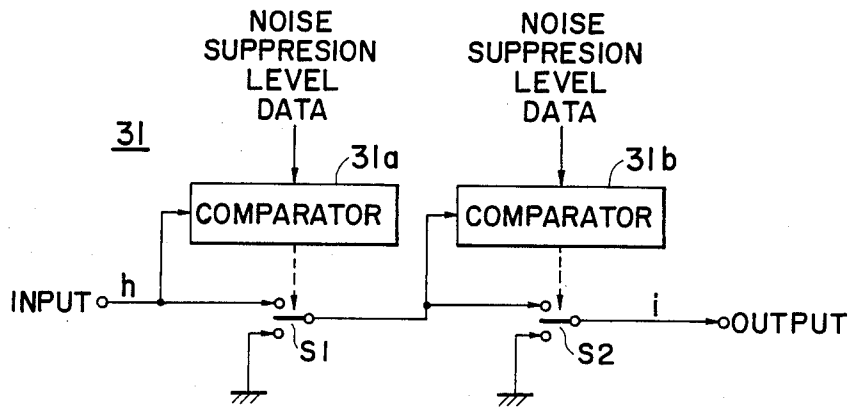 NOISE
SUPPRESION
LEVEL
DATA
NOISE
SUPPRESION
LEVEL
DATA
31
31a
31b
COMPARATOR
COMPARATOR
INPUT
h
S1
i
S2
OUTPUT